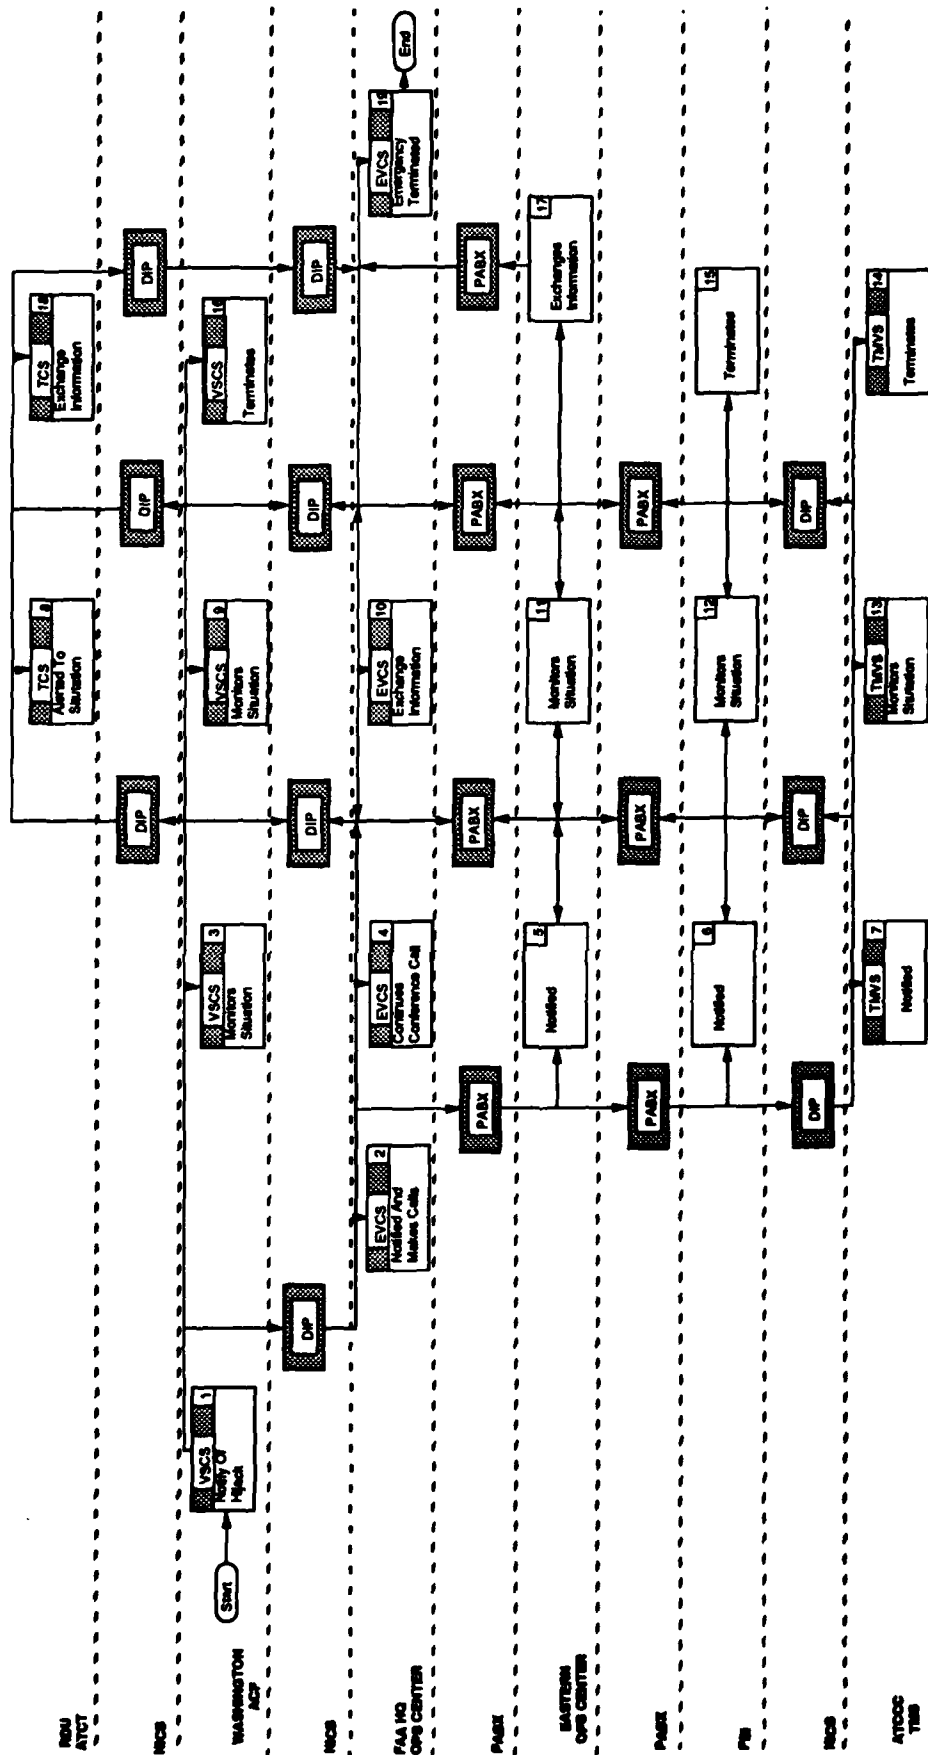 RDU
ATCT
TCS 8
Alerted To
Situation
TCS 18
Exchange
Information
NICS
DIP
DIP
DIP
WASHINGTON
ACF
Start
VSCS 1
Notify Of
Hijack
VSCS 3
Monitors
Situation
VSCS 9
Monitors
Situation
VSCS 16
Terminates
NICS
DIP
DIP
DIP
DIP
FAA HQ
OPS CENTER
EVCS 2
Notified And
Makes Calls
EVCS 4
Continues
Conference Call
EVCS 10
Exchange
Information
EVCS 19
Emergency
Terminated
End
PABX
PABX
PABX
PABX
PABX
EASTERN
OPS CENTER
5
Notified
11
Monitors
Situation
17
Exchanges
Information
PABX
PABX
PABX
PABX
FBI
6
Notified
12
Monitors
Situation
15
Terminates
NICS
DIP
DIP
DIP
ATCCC
TMS
TMVS 7
Notified
TMVS 13
Monitors
Situation
TMVS 14
Terminates